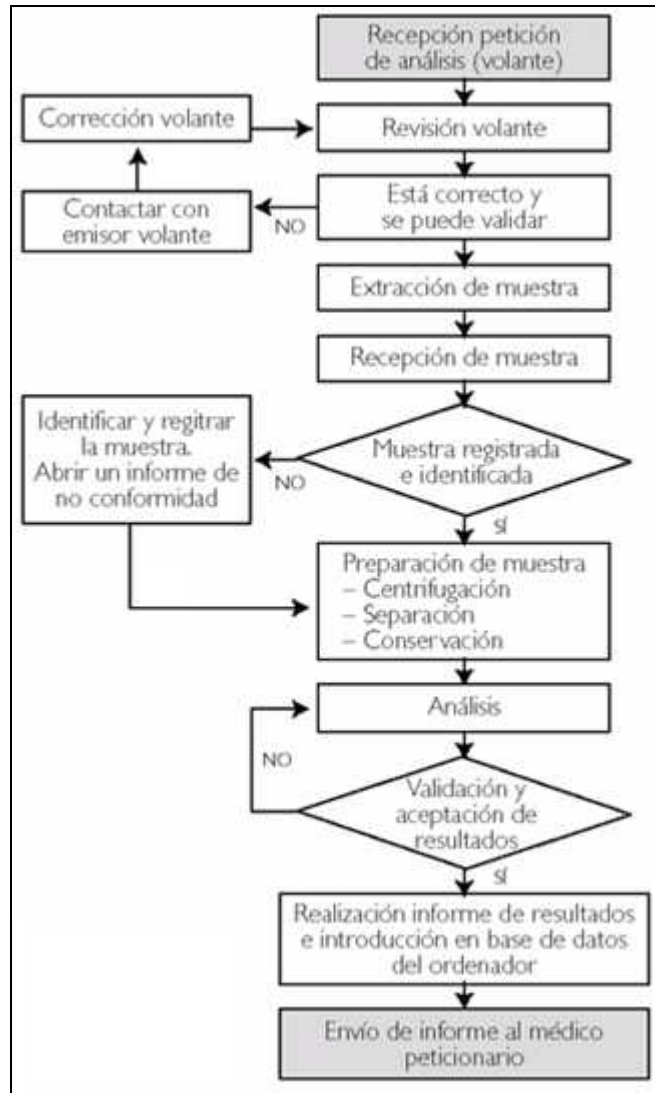 Recepción petición
de análisis (volante)
Corrección volante
Revisión volante
Contactar con
emisor volante
NO
Está correcto y
se puede validar
Extracción de muestra
Recepción de muestra
Identificar y regitrar
la muestra.
Abrir un informe de
no conformidad
NO
Muestra registrada
e identificada
SÍ
Preparación de muestra
– Centrifugación
– Separación
– Conservación
Análisis
NO
Validación y
aceptación de
resultados
SÍ
Realización informe de resultados
e introducción en base de datos
del ordenador
Envío de informe al médico
peticionario